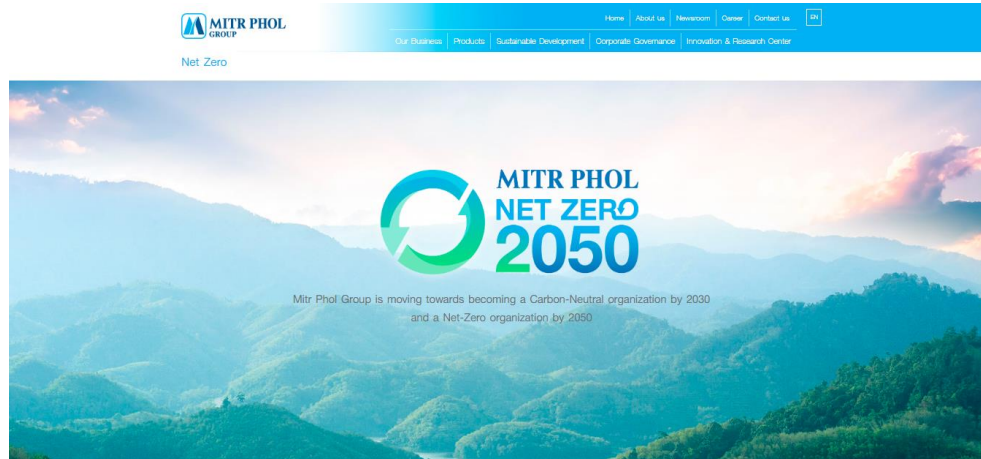 MITR PHOL
GROUP
Home About us Newsroom Career Contact us EN
Our Business Products Sustainable Development Corporate Governance Innovation & Research Center
Net Zero
MITR PHOL
NET ZERO
2050
Mitr Phol Group is moving towards becoming a Carbon-Neutral organization by 2030
and a Net-Zero organization by 2050